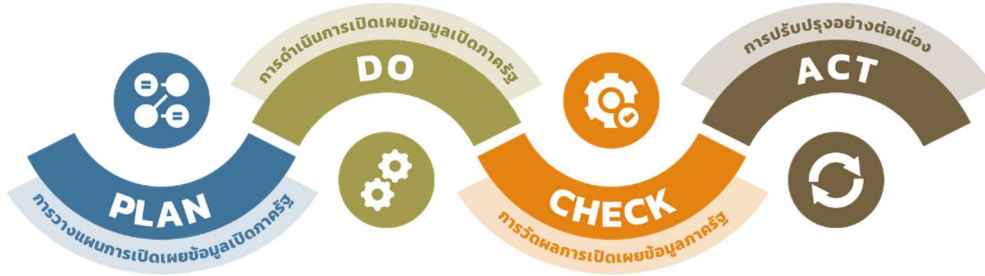 PLAN
การวางแผนการเปิดเผยข้อมูลเปิดภาครัฐ
การดำเนินการเปิดเผยข้อมูลเปิดภาครัฐ
DO
CHECK
การวัดผลการเปิดเผยข้อมูลภาครัฐ
การปรับปรุงอย่างต่อเนื่อง
ACT